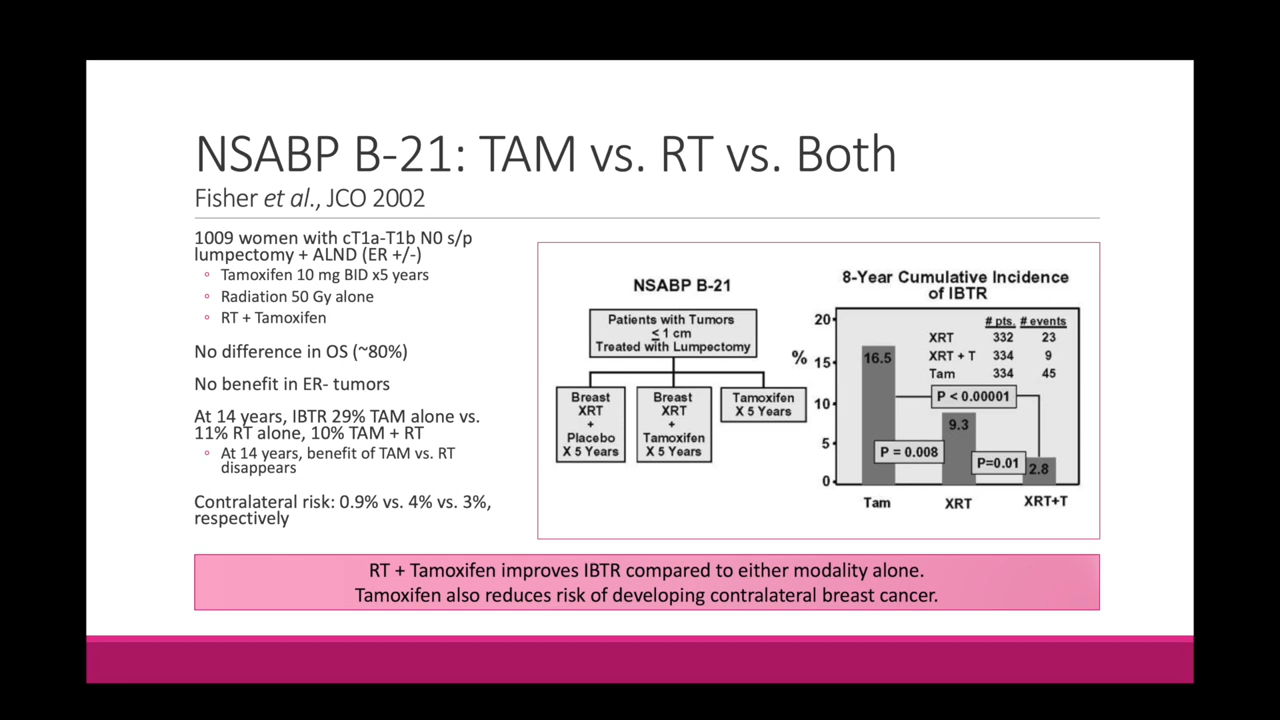 NSABP B-21: TAM vs. RT vs. Both
Fisher et al., JCO 2002
1009 women with cT1a-T1b N0 s/p
lumpectomy + ALND (ER +/-)
◦ Tamoxifen 10 mg BID x5 years
◦ Radiation 50 Gy alone
◦ RT + Tamoxifen
No difference in OS (~80%)
No benefit in ER- tumors
At 14 years, IBTR 29% TAM alone vs.
11% RT alone, 10% TAM + RT
◦ At 14 years, benefit of TAM vs. RT
disappears
Contralateral risk: 0.9% vs. 4% vs. 3%,
respectively
NSABP B-21
Patients with Tumors
≤ 1 cm
Treated with Lumpectomy
Breast
XRT
+
Placebo
X 5 Years
Breast
XRT
+
Tamoxifen
X 5 Years
Tamoxifen
X 5 Years
8-Year Cumulative Incidence
of IBTR
# pts. # events
XRT 332 23
XRT + T 334 9
Tam 334 45
%
20
15
10
5
0
16.5
9.3
2.8
P < 0.00001
P = 0.008
P=0.01
Tam
XRT
XRT+T
RT + Tamoxifen improves IBTR compared to either modality alone.
Tamoxifen also reduces risk of developing contralateral breast cancer.